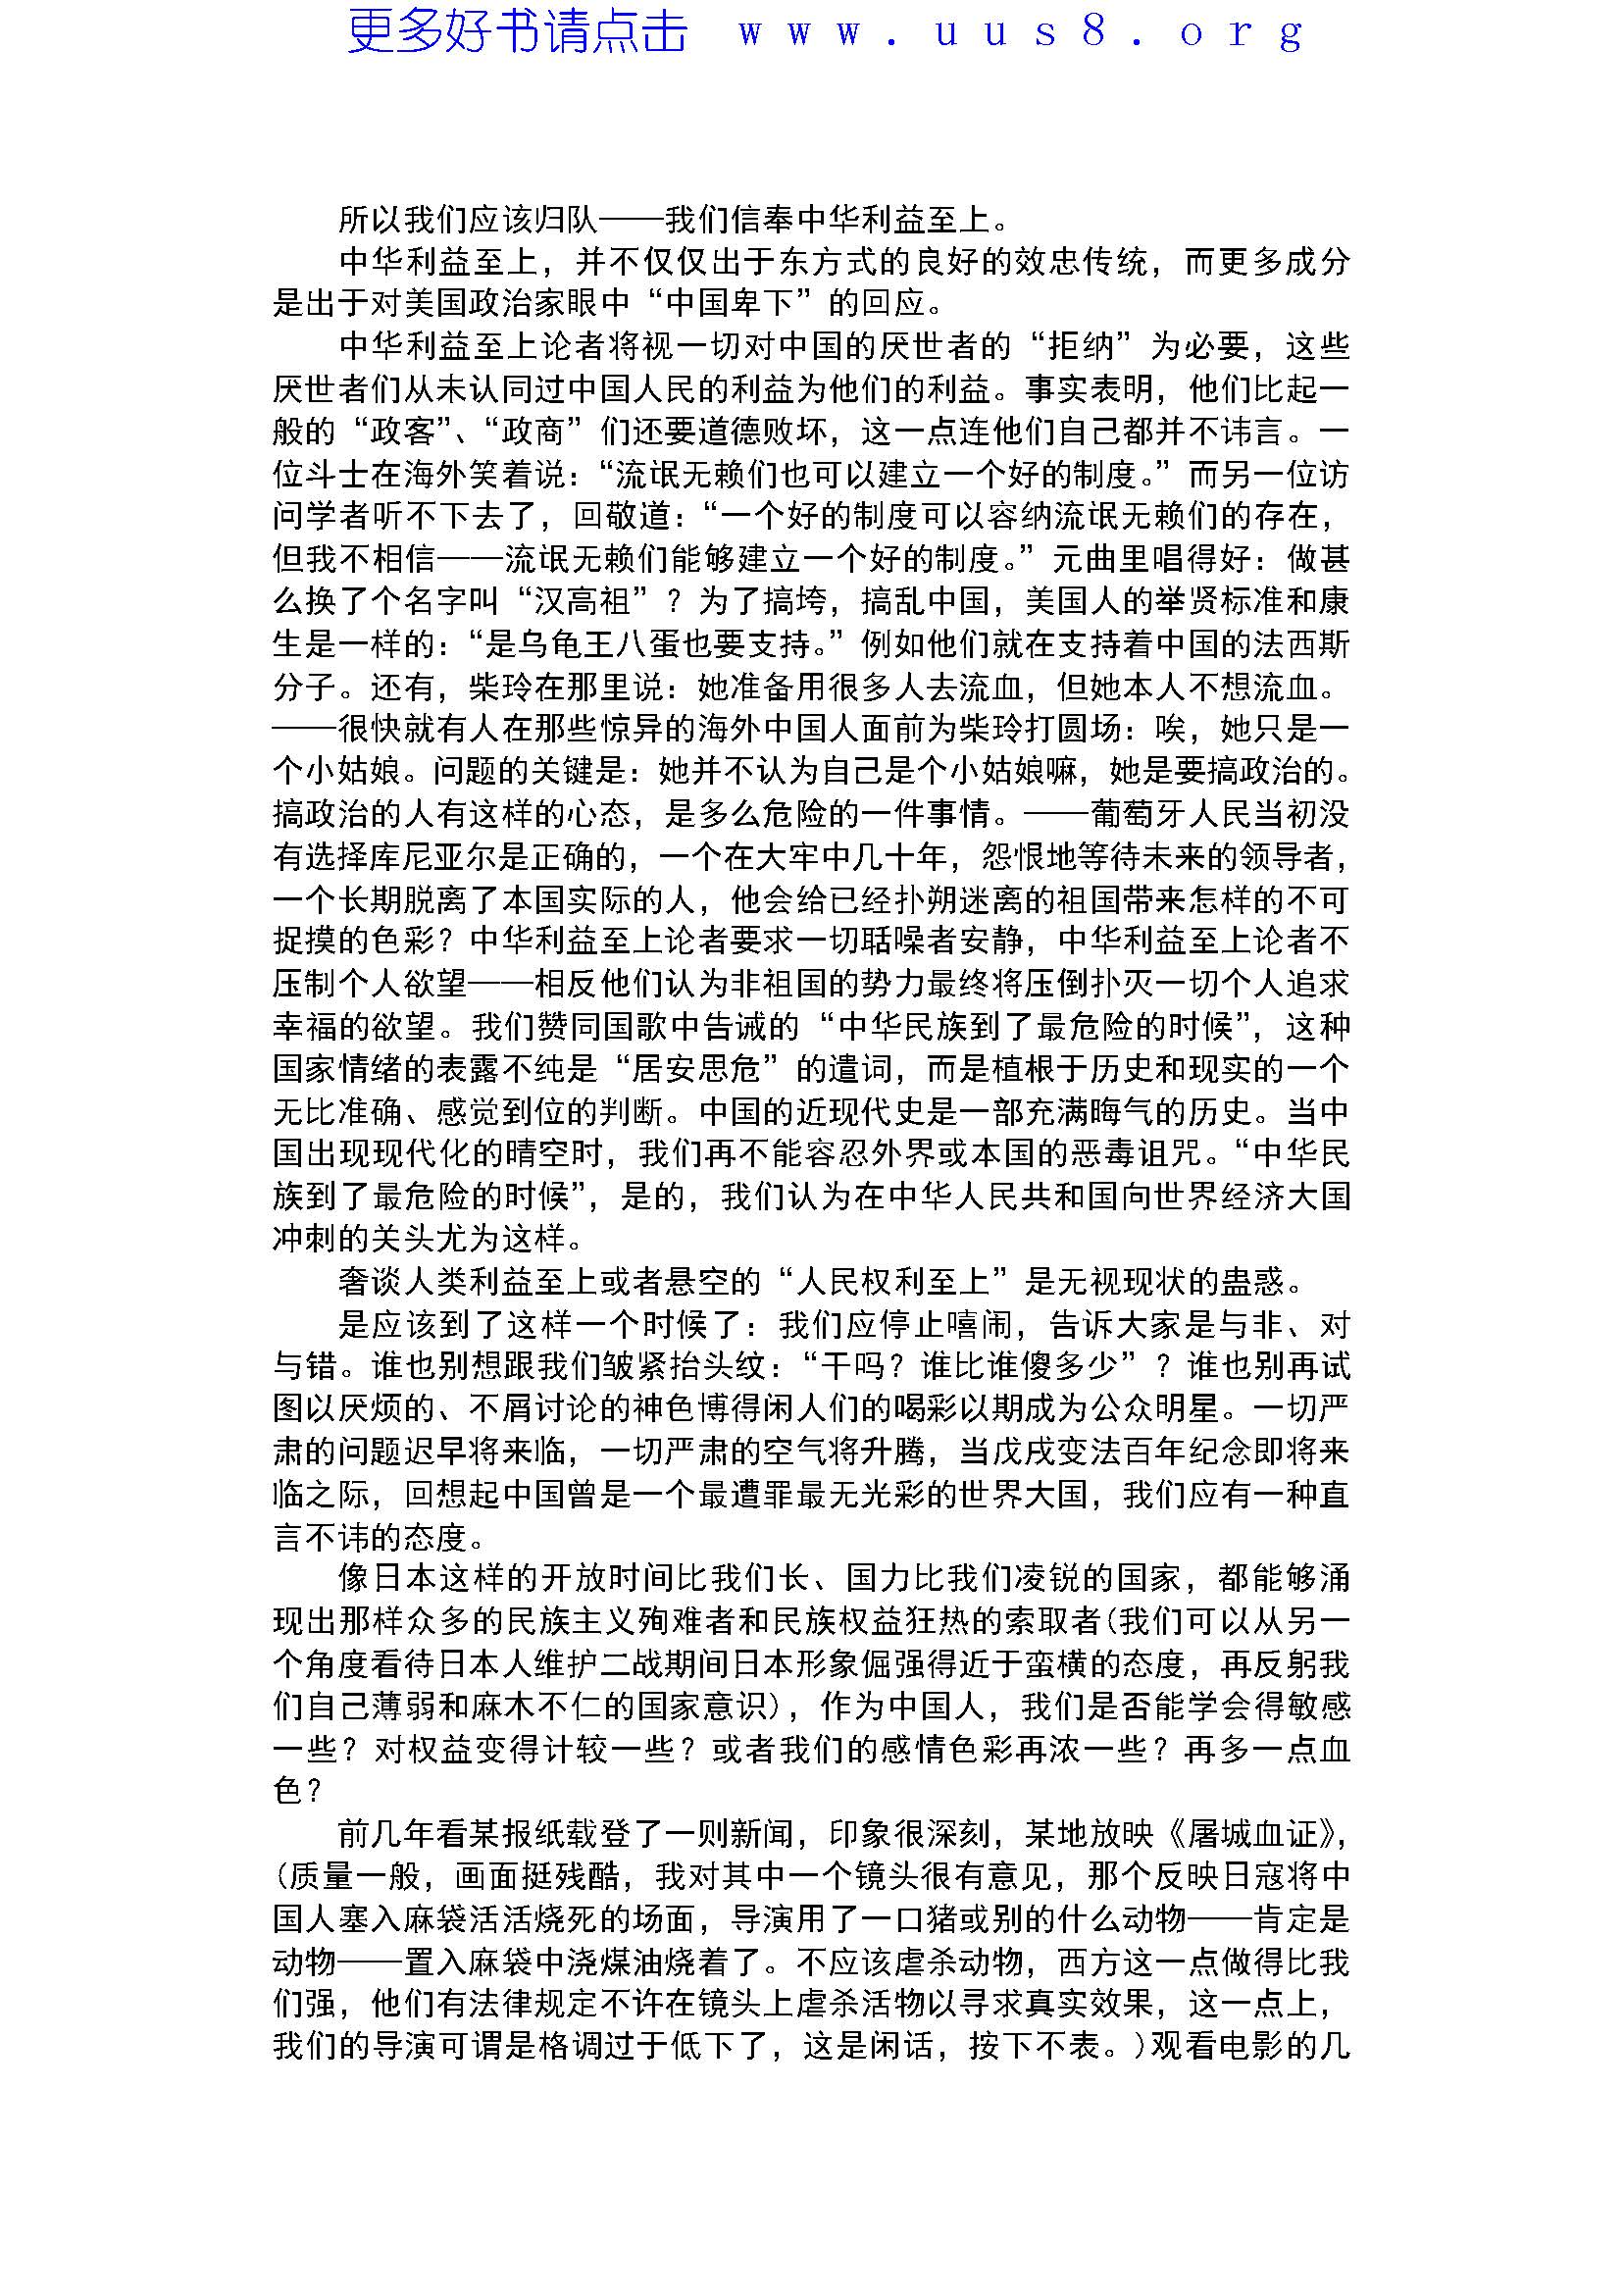 更多好书请点击 www.uus8.org
所以我们应该归队——我们信奉中华利益至上。
中华利益至上，并不仅仅出于东方式的良好的效忠传统，而更多成分
是出于对美国政治家眼中“中国卑下”的回应。
中华利益至上论者将视一切对中国的厌世者的“拒纳”为必要，这些
厌世者们从未认同过中国人民的利益为他们的利益。事实表明，他们比起一
般的“政客”、“政商”们还要道德败坏，这一点连他们自己都并不讳言。一
位斗士在海外笑着说：“流氓无赖们也可以建立一个好的制度。”而另一位访
问学者听不下去了，回敬道：“一个好的制度可以容纳流氓无赖们的存在，
但我不相信——流氓无赖们能够建立一个好的制度。”元曲里唱得好：做甚
么换了个名字叫“汉高祖”？为了搞垮，搞乱中国，美国人的举贤标准和康
生是一样的：“是乌龟王八蛋也要支持。”例如他们就在支持着中国的法西斯
分子。还有，柴玲在那里说：她准备用很多人去流血，但她本人不想流血。
——很快就有人在那些惊异的海外中国人面前为柴玲打圆场：唉，她只是一
个小姑娘。问题的关键是：她并不认为自己是个小姑娘嘛，她是要搞政治的。
搞政治的人有这样的心态，是多么危险的一件事情。——葡萄牙人民当初没
有选择库尼亚尔是正确的，一个在大牢中几十年，怨恨地等待未来的领导者，
一个长期脱离了本国实际的人，他会给已经扑朔迷离的祖国带来怎样的不可
捉摸的色彩？中华利益至上论者要求一切聒噪者安静，中华利益至上论者不
压制个人欲望——相反他们认为非祖国的势力最终将压倒扑灭一切个人追求
幸福的欲望。我们赞同国歌中告诫的“中华民族到了最危险的时候”，这种
国家情绪的表露不纯是“居安思危”的遣词，而是植根于历史和现实的一个
无比准确、感觉到位的判断。中国的近现代史是一部充满晦气的历史。当中
国出现现代化的晴空时，我们再不能容忍外界或本国的恶毒诅咒。“中华民
族到了最危险的时候”，是的，我们认为在中华人民共和国向世界经济大国
冲刺的关头尤为这样。
奢谈人类利益至上或者悬空的“人民权利至上”是无视现状的蛊惑。
是应该到了这样一个时候了：我们应停止嘻闹，告诉大家是与非、对
与错。谁也别想跟我们皱紧抬头纹：“干吗？谁比谁傻多少”？谁也别再试
图以厌烦的、不屑讨论的神色博得闲人们的喝彩以期成为公众明星。一切严
肃的问题迟早将来临，一切严肃的空气将升腾，当戊戌变法百年纪念即将来
临之际，回想起中国曾是一个最遭罪最无光彩的世界大国，我们应有一种直
言不讳的态度。
像日本这样的开放时间比我们长、国力比我们凌锐的国家，都能够涌
现出那样众多的民族主义殉难者和民族权益狂热的索取者(我们可以从另一
个角度看待日本人维护二战期间日本形象倔强得近于蛮横的态度，再反躬我
们自己薄弱和麻木不仁的国家意识)，作为中国人，我们是否能学会得敏感
一些？对权益变得计较一些？或者我们的感情色彩再浓一些？再多一点血
色？
前几年看某报纸载登了一则新闻，印象很深刻，某地放映《屠城血证》，
(质量一般，画面挺残酷，我对其中一个镜头很有意见，那个反映日寇将中
国人塞入麻袋活活烧死的场面，导演用了一口猪或别的什么动物——肯定是
动物——置入麻袋中浇煤油烧着了。不应该虐杀动物，西方这一点做得比我
们强，他们有法律规定不许在镜头上虐杀活物以寻求真实效果，这一点上，
我们的导演可谓是格调过于低下了，这是闲话，按下不表。)观看电影的几